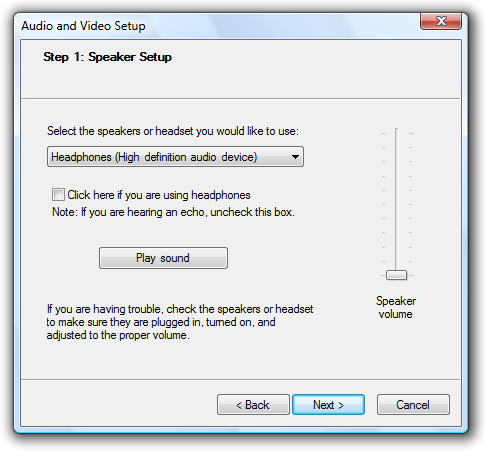 Audio and Video Setup
Step 1: Speaker Setup
Select the speakers or headset you would like to use:
Headphones (High definition audio device)
Click here if you are using headphones
Note: If you are hearing an echo, uncheck this box.
Play sound
If you are having trouble, check the speakers or headset
to make sure they are plugged in, turned on, and
adjusted to the proper volume.
Speaker
volume
< Back
Next >
Cancel